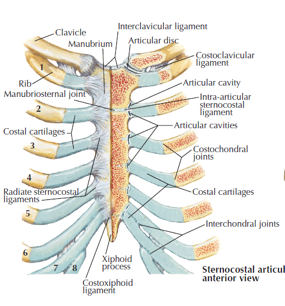 Interclavicular ligament
Clavicle
Articular disc
Manubrium
Costoclavicular
ligament
1
Rib
Articular cavity
Manubriosternal joint
Intra-articular
sternocostal
ligament
2
Articular cavities
Costal cartilages
3
Costochondral
joints
4
Radiate sternocostal
ligaments
Costal cartilages
5
Interchondral joints
6
7
8
Xiphoid
process
Costoxiphoid
ligament
Sternocostal articul
anterior view